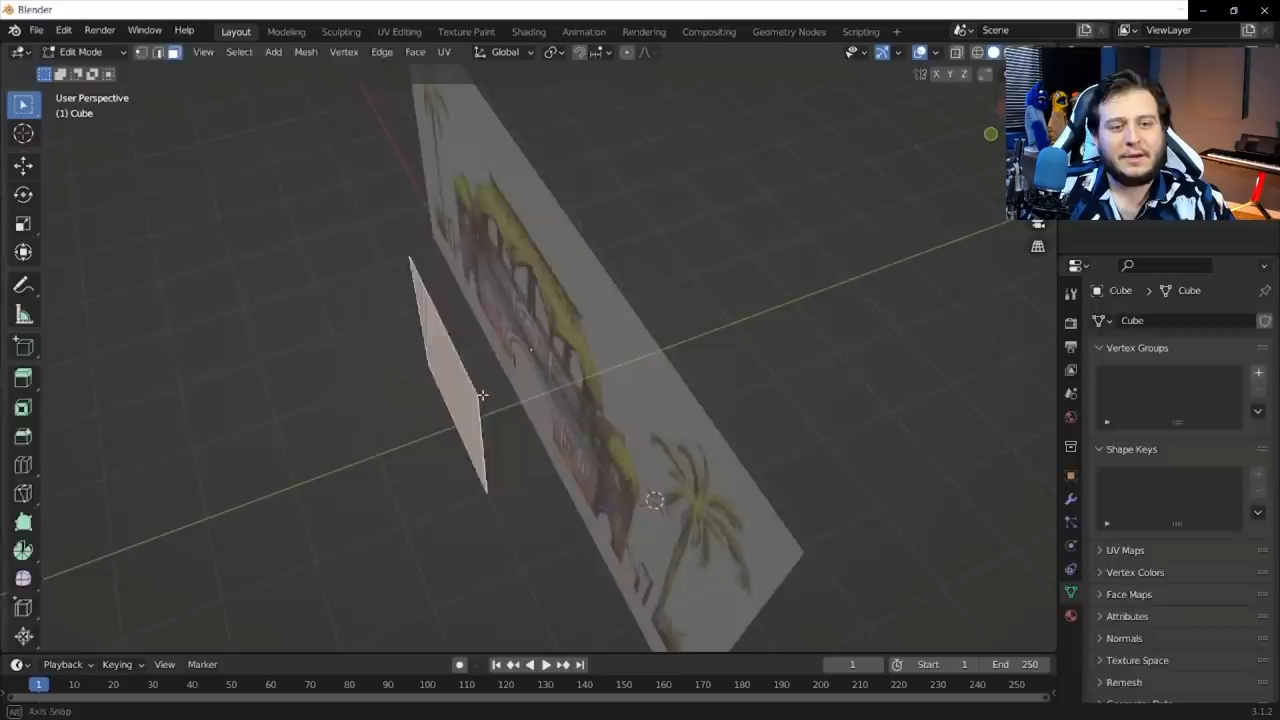 Blender
File Edit Render Window Help
Layout Modeling Sculpting UV Editing Texture Paint Shading Animation Rendering Compositing Geometry Nodes Scripting +
Scene
ViewLayer
Edit Mode
View Select Add Mesh Vertex Edge Face UV
Global
X Y Z
User Perspective
(1) Cube
Cube > Cube
Cube
Vertex Groups
Shape Keys
UV Maps
Vertex Colors
Face Maps
Attributes
Normals
Texture Space
Remesh
Geometry Data
Playback Keying View Marker
1 Start 1 End 250
1 10 20 30 40 50 60 70 80 90 100 110 120 130 140 150 160 170 180 190 200 210 220 230 240 250
Axis Snap
3.1.2